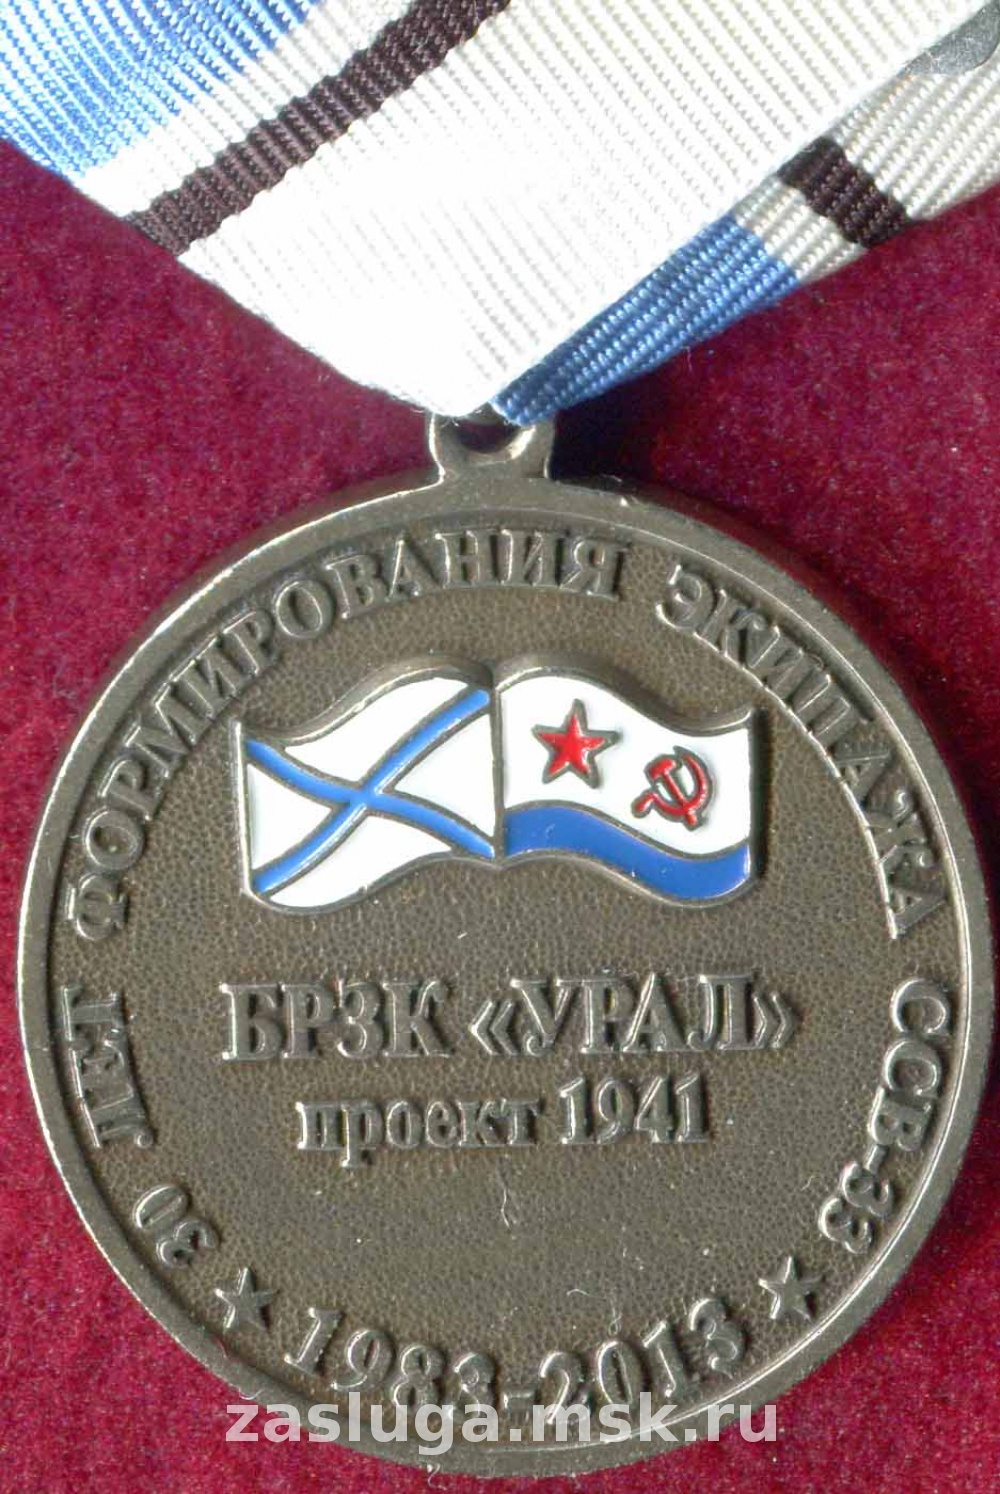 30 ЛЕТ ФОРМИРОВАНИЯ ЭКИПАЖА ССВ-33
БРЗК «УРАЛ»
проект 1941
1983-2013
zasluga.msk.ru